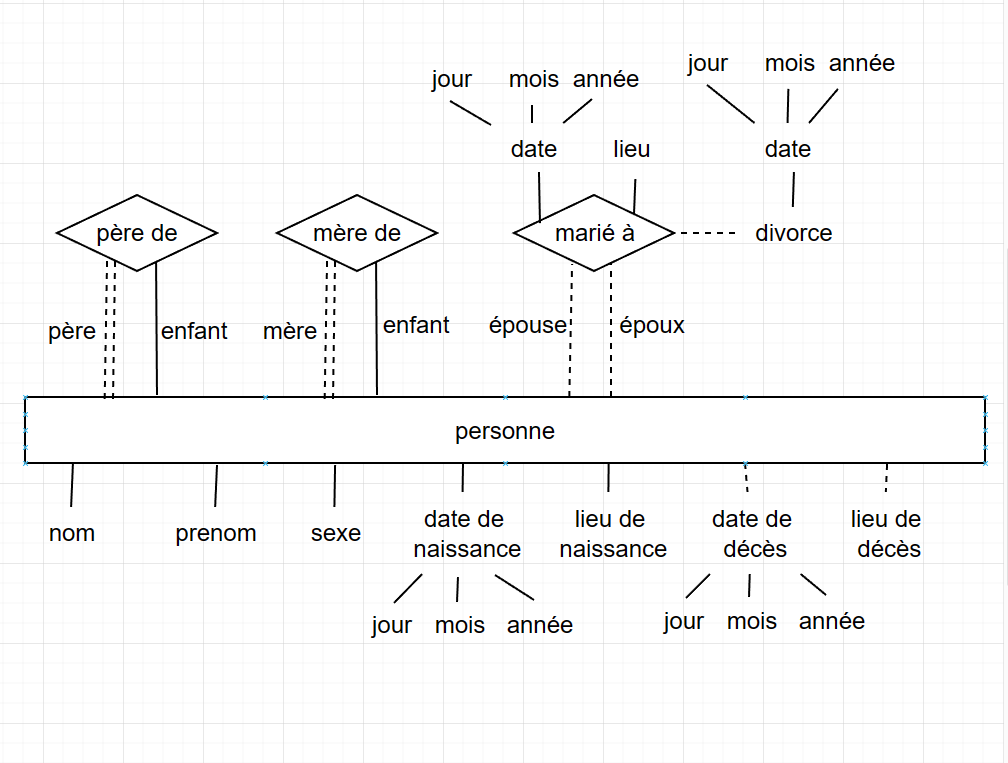 jour mois année
jour mois année
date lieu
date
père de
mère de
marié à
divorce
père
enfant
mère
enfant
épouse
époux
personne
nom
prenom
sexe
date de
naissance
lieu de
naissance
date de
décès
lieu de
décès
jour mois année
jour mois année